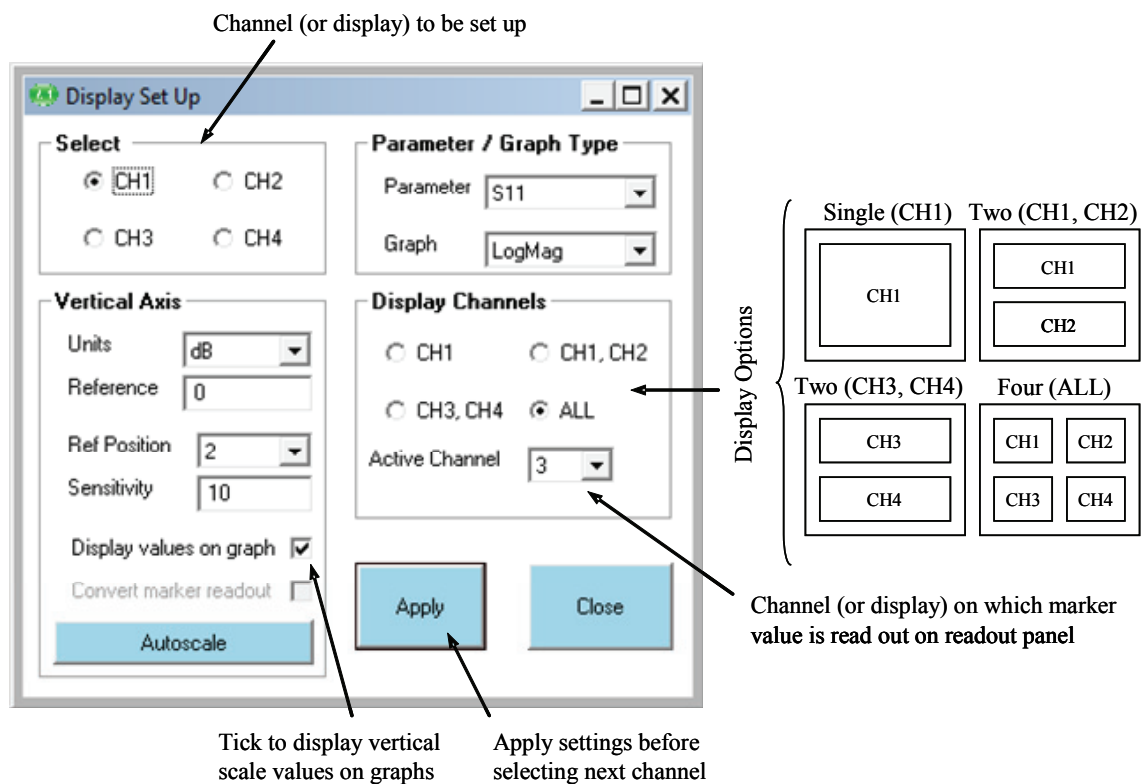 Channel (or display) to be set up
Display Set Up
Select
CH1
CH2
CH3
CH4
Parameter / Graph Type
Parameter
S11
Graph
LogMag
Vertical Axis
Units
dB
Reference
0
Ref Position
2
Sensitivity
10
Display values on graph
Convert marker readout
Autoscale
Display Channels
CH1
CH1, CH2
CH3, CH4
ALL
Active Channel
3
Apply
Close
Display Options
Single (CH1)
CH1
Two (CH1, CH2)
CH1
CH2
Two (CH3, CH4)
CH3
CH4
Four (ALL)
CH1
CH2
CH3
CH4
Channel (or display) on which marker
value is read out on readout panel
Tick to display vertical
scale values on graphs
Apply settings before
selecting next channel